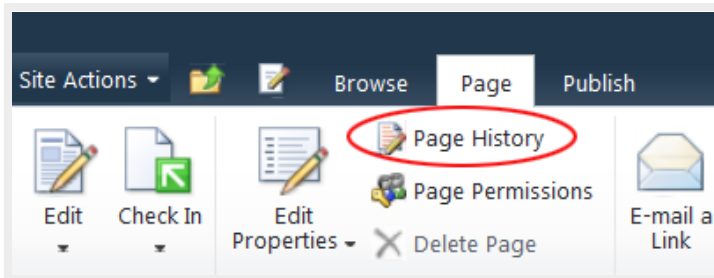 Site Actions
Browse
Page
Publish
Page History
Page Permissions
Delete Page
Edit
Check In
Edit
Properties
E-mail a
Link